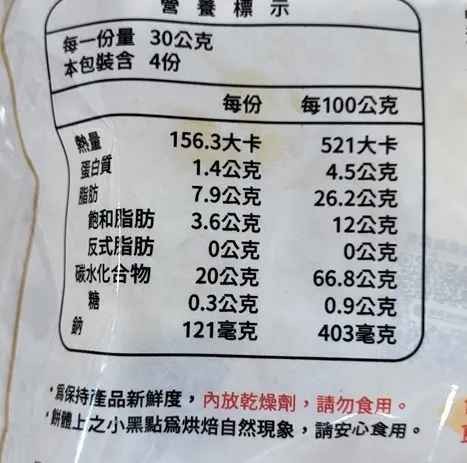 營養標示
每一份量 30公克
本包裝含 4份
每份 每100公克
熱量 156.3大卡 521大卡
蛋白質 1.4公克 4.5公克
脂肪 7.9公克 26.2公克
飽和脂肪 3.6公克 12公克
反式脂肪 0公克 0公克
碳水化合物 20公克 66.8公克
糖 0.3公克 0.9公克
鈉 121毫克 403毫克
·為保持產品新鮮度,內放乾燥劑,請勿食用。
·餅體上之小黑點為烘焙自然現象,請安心食用。